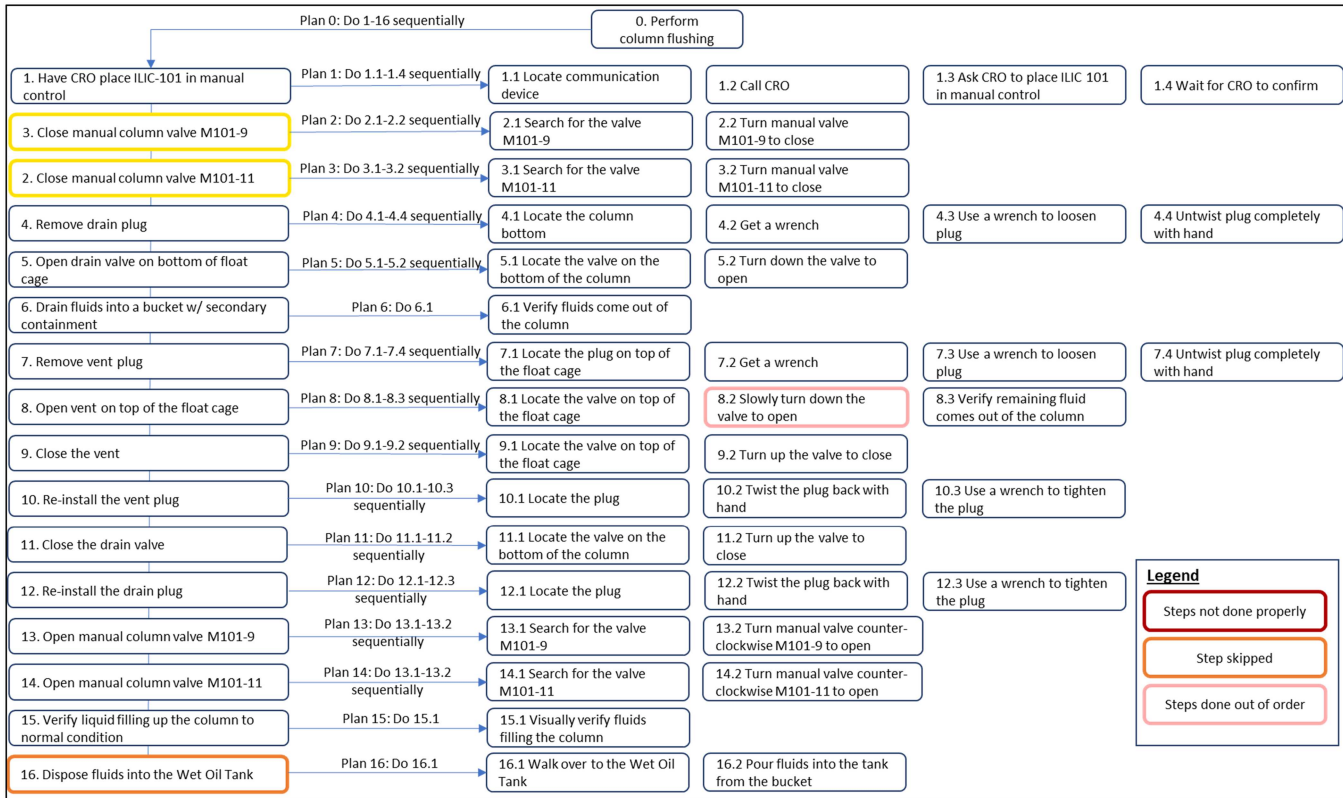 Plan 0: Do 1-16 sequentially
0. Perform
column flushing
1. Have CRO place ILIC-101 in manual
control
Plan 1: Do 1.1-1.4 sequentially
1.1 Locate communication
device
1.2 Call CRO
1.3 Ask CRO to place ILIC 101
in manual control
1.4 Wait for CRO to confirm
3. Close manual column valve M101-9
Plan 2: Do 2.1-2.2 sequentially
2.1 Search for the valve
M101-9
2.2 Turn manual valve
M101-9 to close
2. Close manual column valve M101-11
Plan 3: Do 3.1-3.2 sequentially
3.1 Search for the valve
M101-11
3.2 Turn manual valve
M101-11 to close
4. Remove drain plug
Plan 4: Do 4.1-4.4 sequentially
4.1 Locate the column
bottom
4.2 Get a wrench
4.3 Use a wrench to loosen
plug
4.4 Untwist plug completely
with hand
5. Open drain valve on bottom of float
cage
Plan 5: Do 5.1-5.2 sequentially
5.1 Locate the valve on the
bottom of the column
5.2 Turn down the valve to
open
6. Drain fluids into a bucket w/ secondary
containment
Plan 6: Do 6.1
6.1 Verify fluids come out of
the column
7. Remove vent plug
Plan 7: Do 7.1-7.4 sequentially
7.1 Locate the plug on top of
the float cage
7.2 Get a wrench
7.3 Use a wrench to loosen
plug
7.4 Untwist plug completely
with hand
8. Open vent on top of the float cage
Plan 8: Do 8.1-8.3 sequentially
8.1 Locate the valve on top of
the float cage
8.2 Slowly turn down the
valve to open
8.3 Verify remaining fluid
comes out of the column
9. Close the vent
Plan 9: Do 9.1-9.2 sequentially
9.1 Locate the valve on top of
the float cage
9.2 Turn up the valve to close
10. Re-install the vent plug
Plan 10: Do 10.1-10.3
sequentially
10.1 Locate the plug
10.2 Twist the plug back with
hand
10.3 Use a wrench to tighten
the plug
11. Close the drain valve
Plan 11: Do 11.1-11.2
sequentially
11.1 Locate the valve on the
bottom of the column
11.2 Turn up the valve to
close
12. Re-install the drain plug
Plan 12: Do 12.1-12.3
sequentially
12.1 Locate the plug
12.2 Twist the plug back with
hand
12.3 Use a wrench to tighten
the plug
13. Open manual column valve M101-9
Plan 13: Do 13.1-13.2
sequentially
13.1 Search for the valve
M101-9
13.2 Turn manual valve counter-
clockwise M101-9 to open
14. Open manual column valve M101-11
Plan 14: Do 13.1-13.2
sequentially
14.1 Search for the valve
M101-11
14.2 Turn manual valve counter-
clockwise M101-11 to open
15. Verify liquid filling up the column to
normal condition
Plan 15: Do 15.1
15.1 Visually verify fluids
filling the column
16. Dispose fluids into the Wet Oil Tank
Plan 16: Do 16.1
16.1 Walk over to the Wet Oil
Tank
16.2 Pour fluids into the tank
from the bucket
Legend
Steps not done properly
Step skipped
Steps done out of order